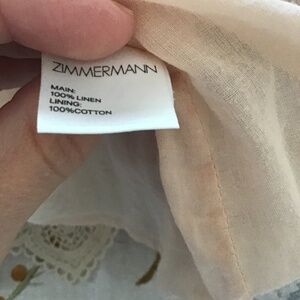 ZIMMERMANN
MAIN:
100% LINEN
LINING:
100%COTTON